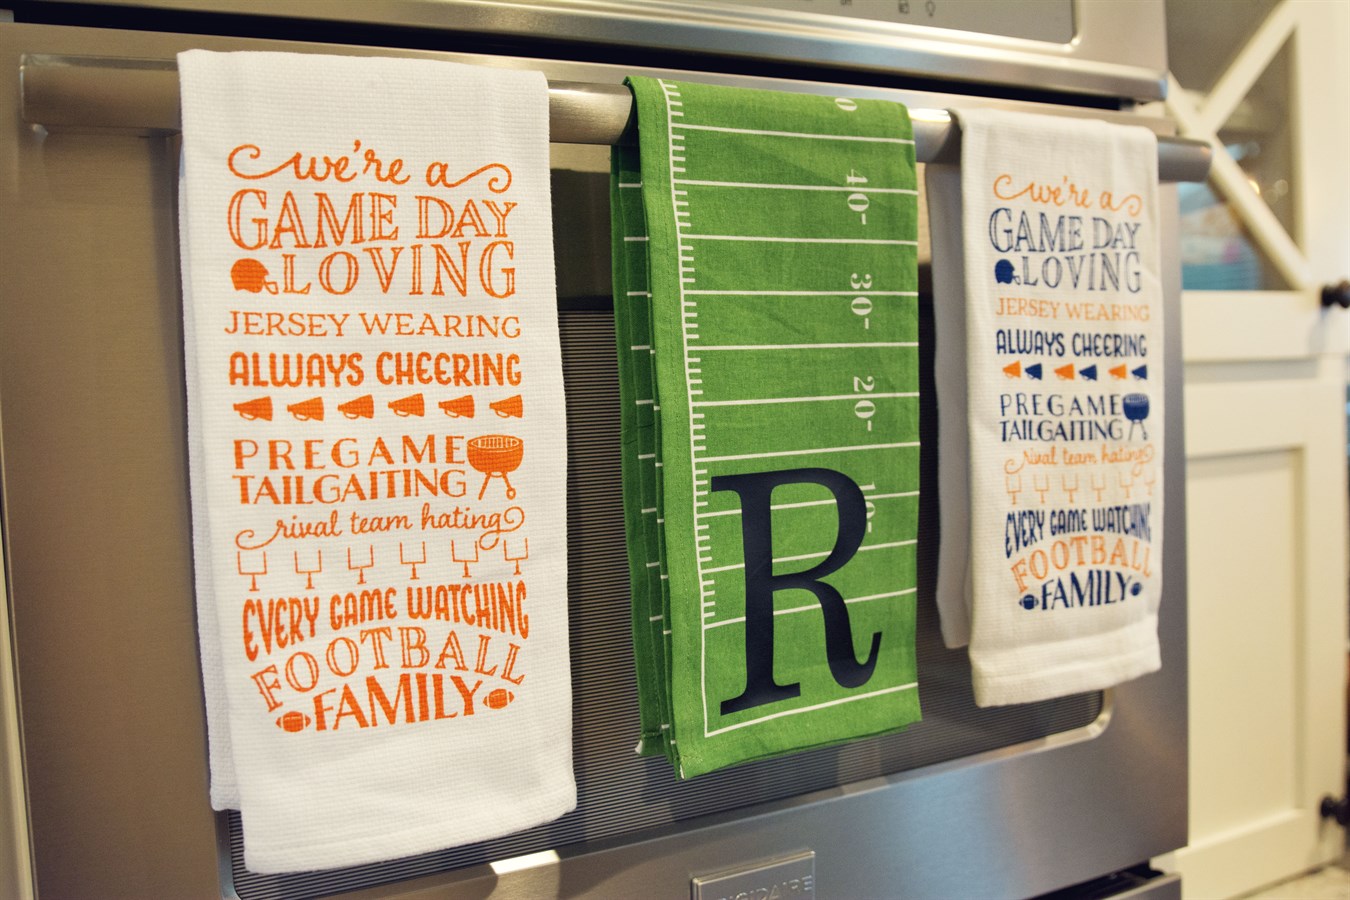 we're a
GAME DAY
LOVING
JERSEY WEARING
ALWAYS CHEERING
PREGAME
TAILGAITING
rival team hating
EVERY GAME WATCHING
FOOTBALL
FAMILY
0
40-
30-
20-
10-
R
we're a
GAME DAY
LOVING
JERSEY WEARING
ALWAYS CHEERING
PREGAME
TAILGAITING
rival team hating
EVERY GAME WATCHING
FOOTBALL
FAMILY
FRIGIDAIRE